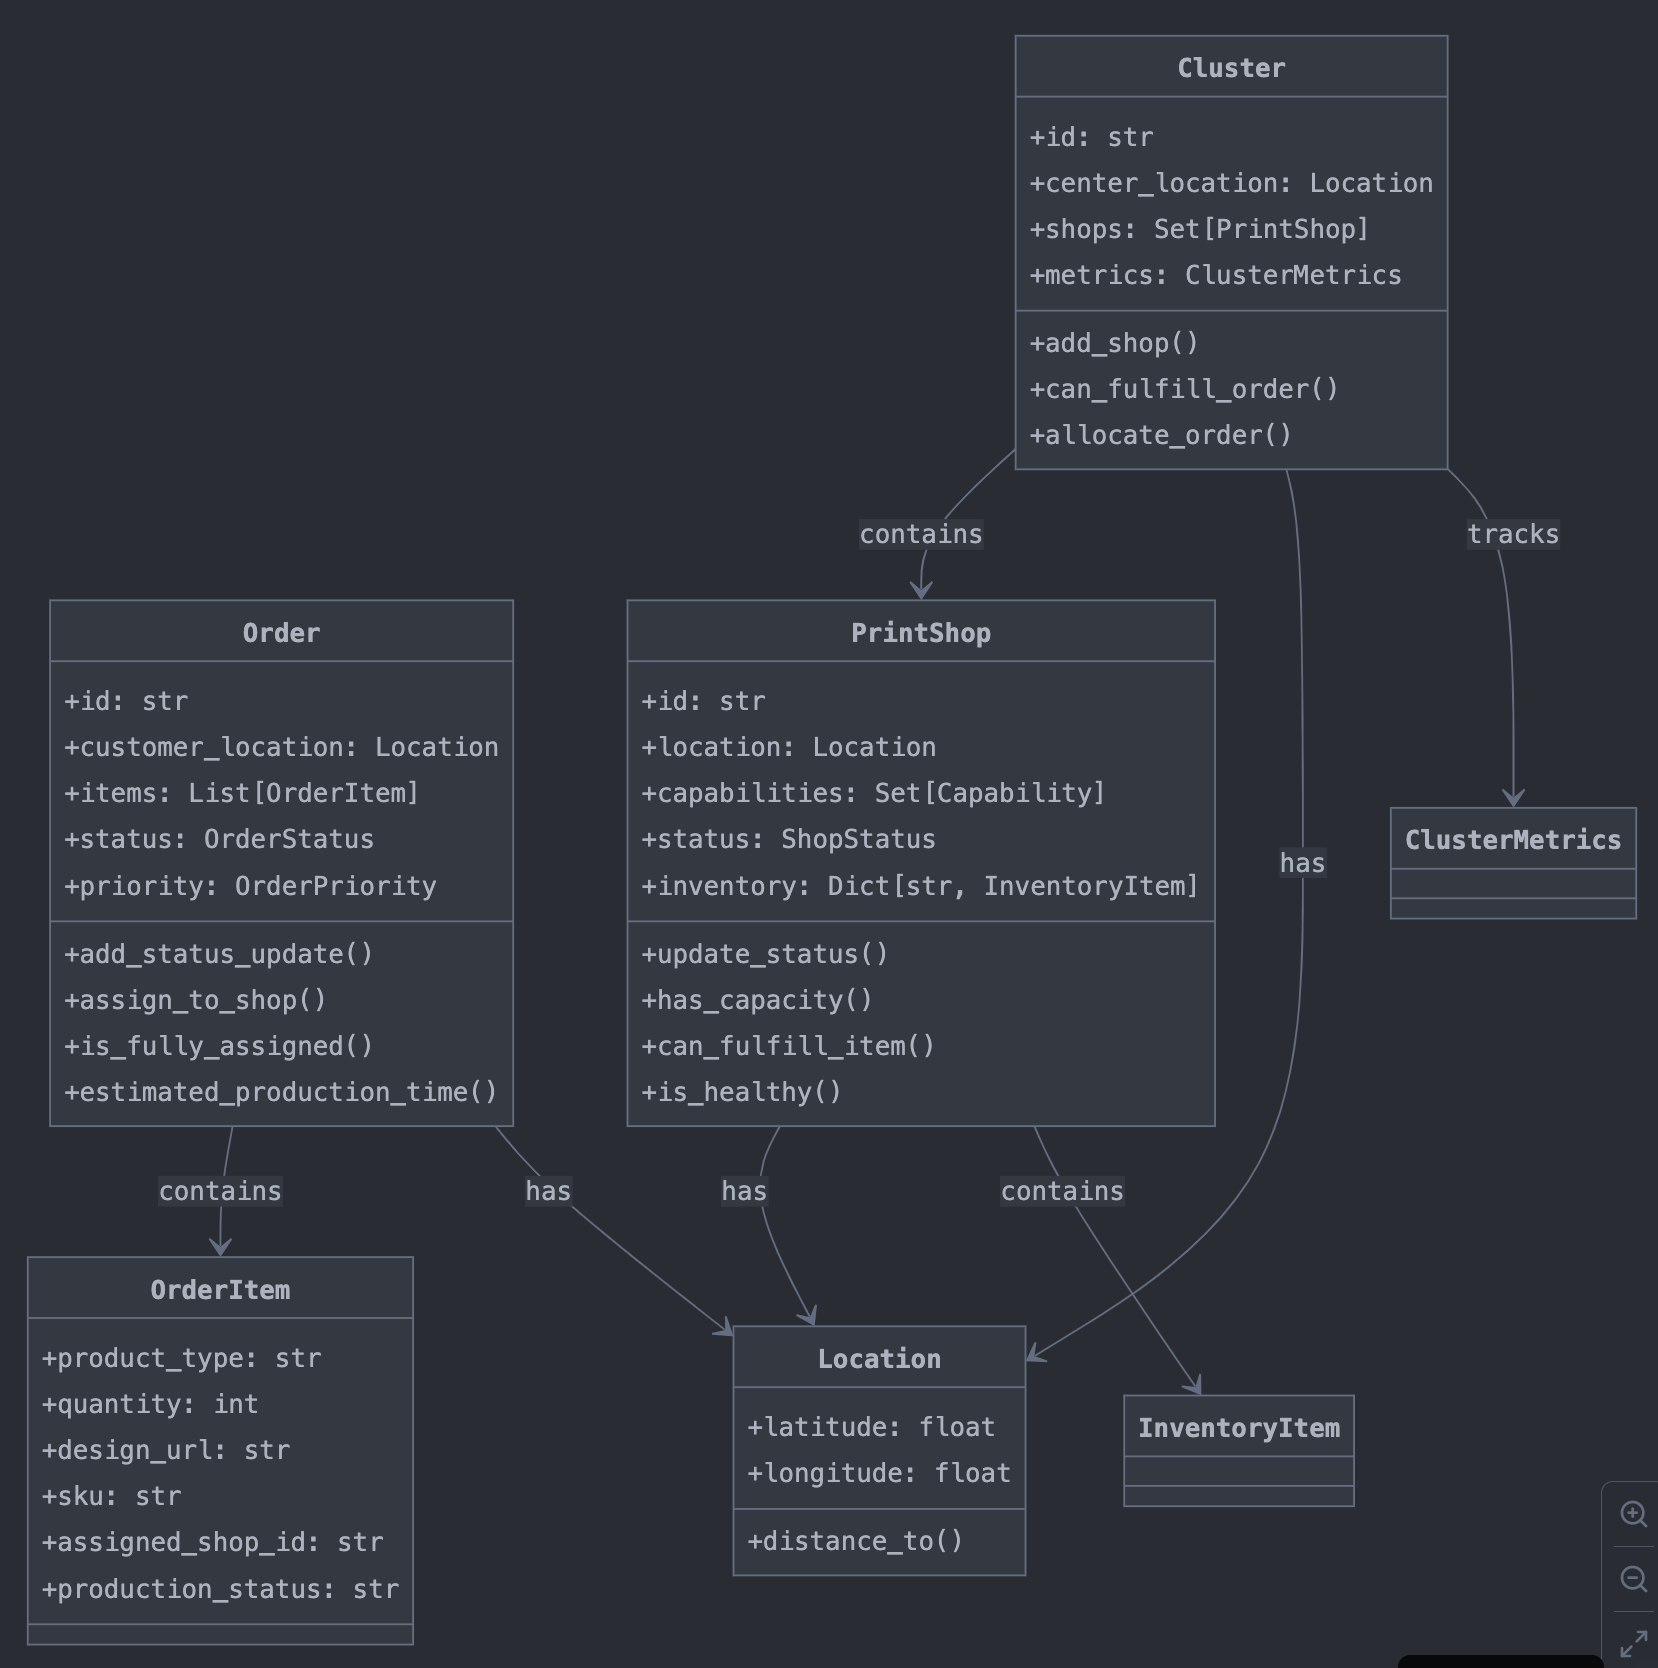 Cluster
+id: str
+center_location: Location
+shops: Set[PrintShop]
+metrics: ClusterMetrics
+add_shop()
+can_fulfill_order()
+allocate_order()
contains
tracks
Order
+id: str
+customer_location: Location
+items: List[OrderItem]
+status: OrderStatus
+priority: OrderPriority
+add_status_update()
+assign_to_shop()
+is_fully_assigned()
+estimated_production_time()
PrintShop
+id: str
+location: Location
+capabilities: Set[Capability]
+status: ShopStatus
+inventory: Dict[str, InventoryItem]
+update_status()
+has_capacity()
+can_fulfill_item()
+is_healthy()
has
ClusterMetrics
contains
has
has
contains
OrderItem
+product_type: str
+quantity: int
+design_url: str
+sku: str
+assigned_shop_id: str
+production_status: str
Location
+latitude: float
+longitude: float
+distance_to()
InventoryItem